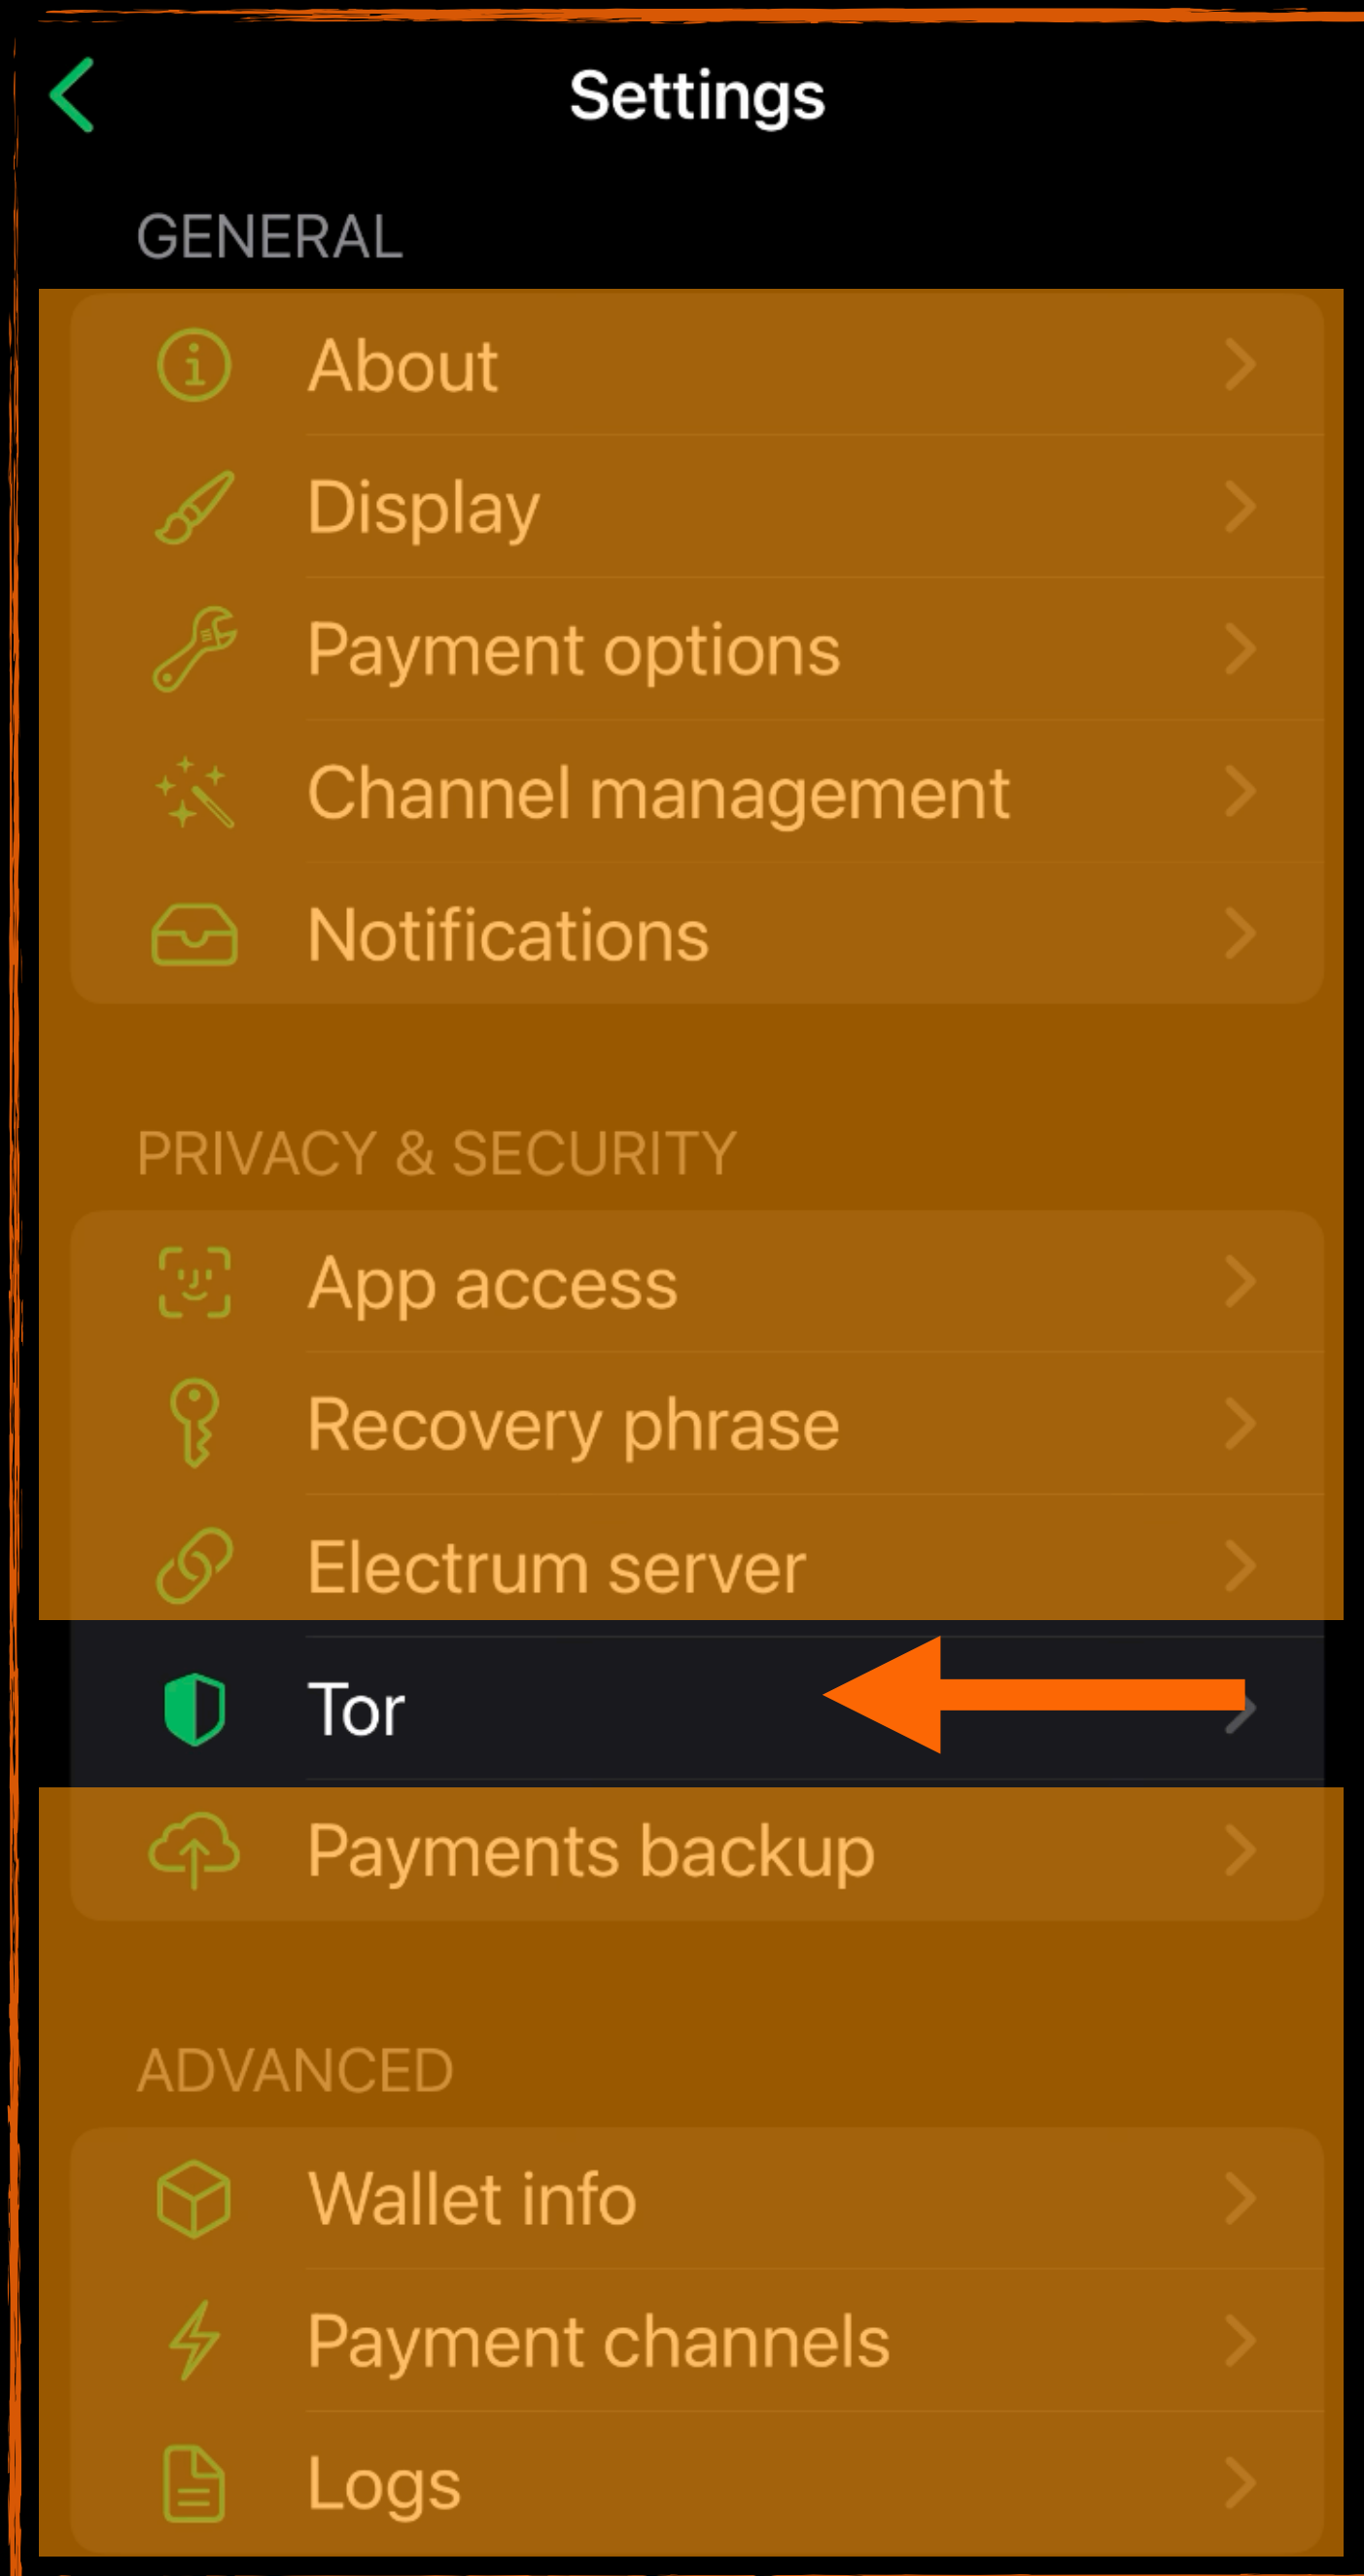 Settings
GENERAL
About
Display
Payment options
Channel management
Notifications
PRIVACY & SECURITY
App access
Recovery phrase
Electrum server
Tor
Payments backup
ADVANCED
Wallet info
Payment channels
Logs